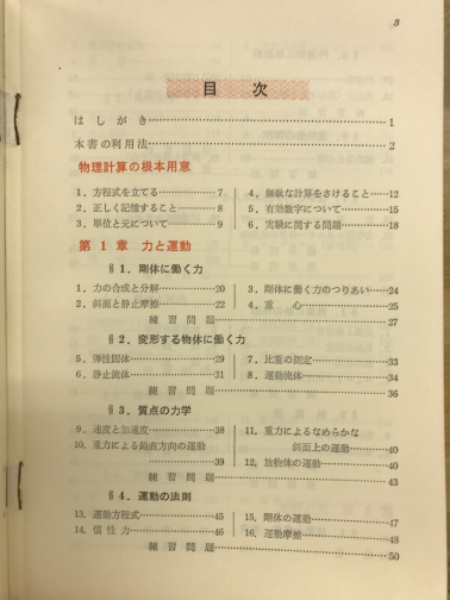 3
目次
はしがき……1
本書の利用法……2
物理計算の根本用意
1. 方程式を立てる……7
2. 正しく記憶すること……8
3. 単位と元について……9
4. 無駄な計算をさけること……12
5. 有効数字について……15
6. 実験に関する問題……18
第1章 力と運動
§1. 剛体に働く力
1. 力の合成と分解……20
2. 斜面と静止摩擦……22
3. 剛体に働く力のつりあい……24
4. 重心……25
練習問題……27
§2. 変形する物体に働く力
5. 弾性固体……29
6. 静止流体……31
7. 比重の測定……33
8. 運動流体……34
練習問題……36
§3. 質点の力学
9. 速度と加速度……38
10. 重力による鉛直方向の運動
……39
11. 重力によるなめらかな
斜面上の運動……40
12. 放物体の運動……40
練習問題……43
§4. 運動の法則
13. 運動方程式……45
14. 慣性力……46
15. 剛体の運動……47
16. 運動摩擦……48
練習問題……50